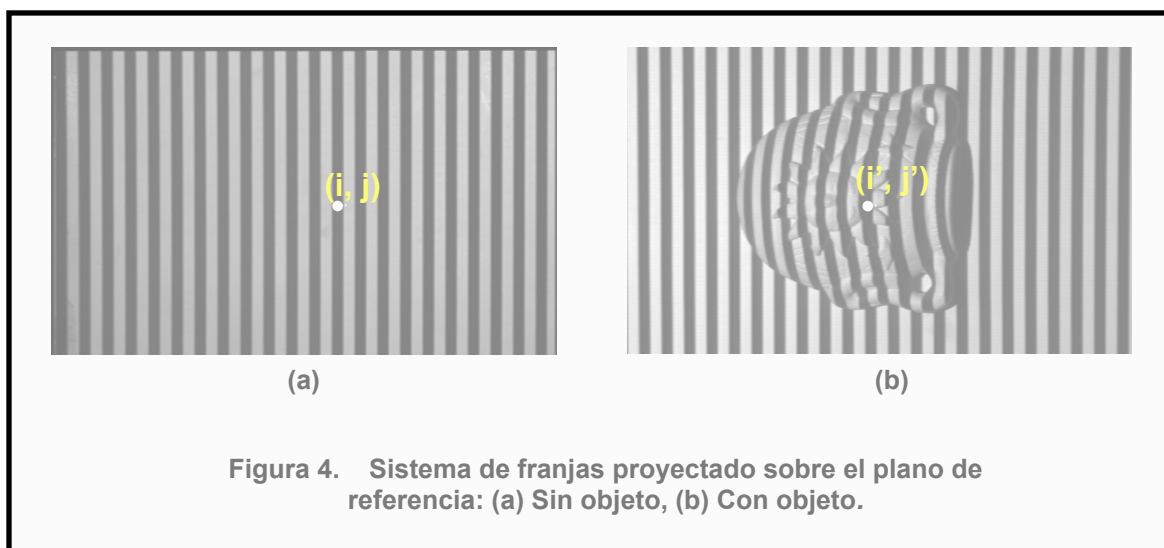 (i, j)
(i’, j’)
(a)
(b)
Figura 4. Sistema de franjas proyectado sobre el plano de
referencia: (a) Sin objeto, (b) Con objeto.